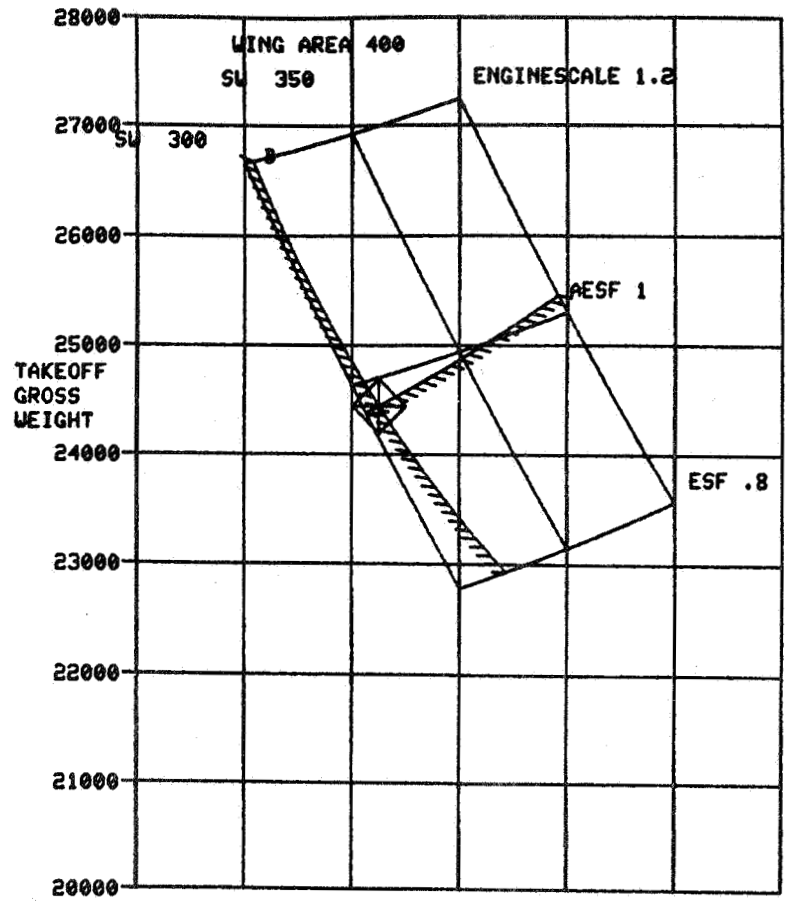 28000
WING AREA 400
SW 350
ENGINESCALE 1.2
27000
SW 300
B
26000
AESF 1
25000
TAKEOFF
GROSS
WEIGHT
24000
ESF .8
23000
22000
21000
20000